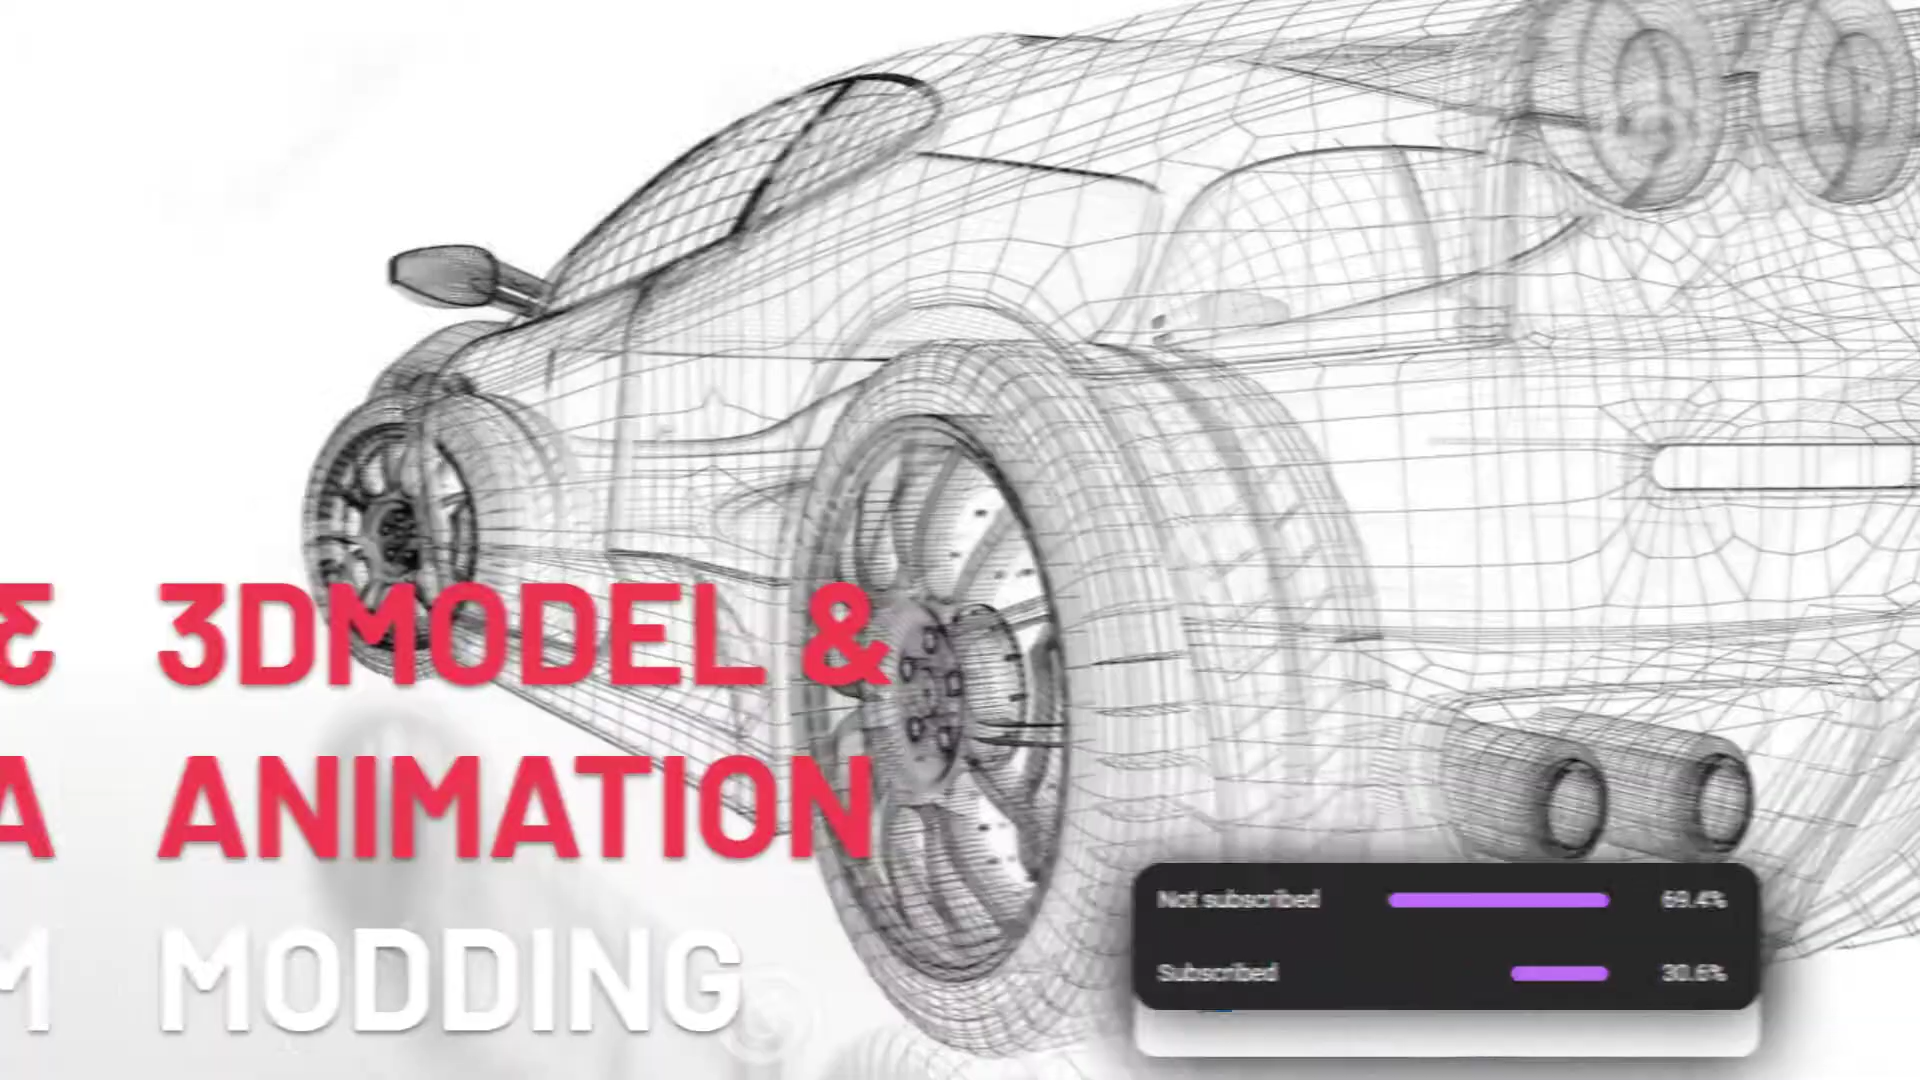 3DMODEL &
ANIMATION
MODDING
Not subscribed 69.4%
Subscribed 30.6%